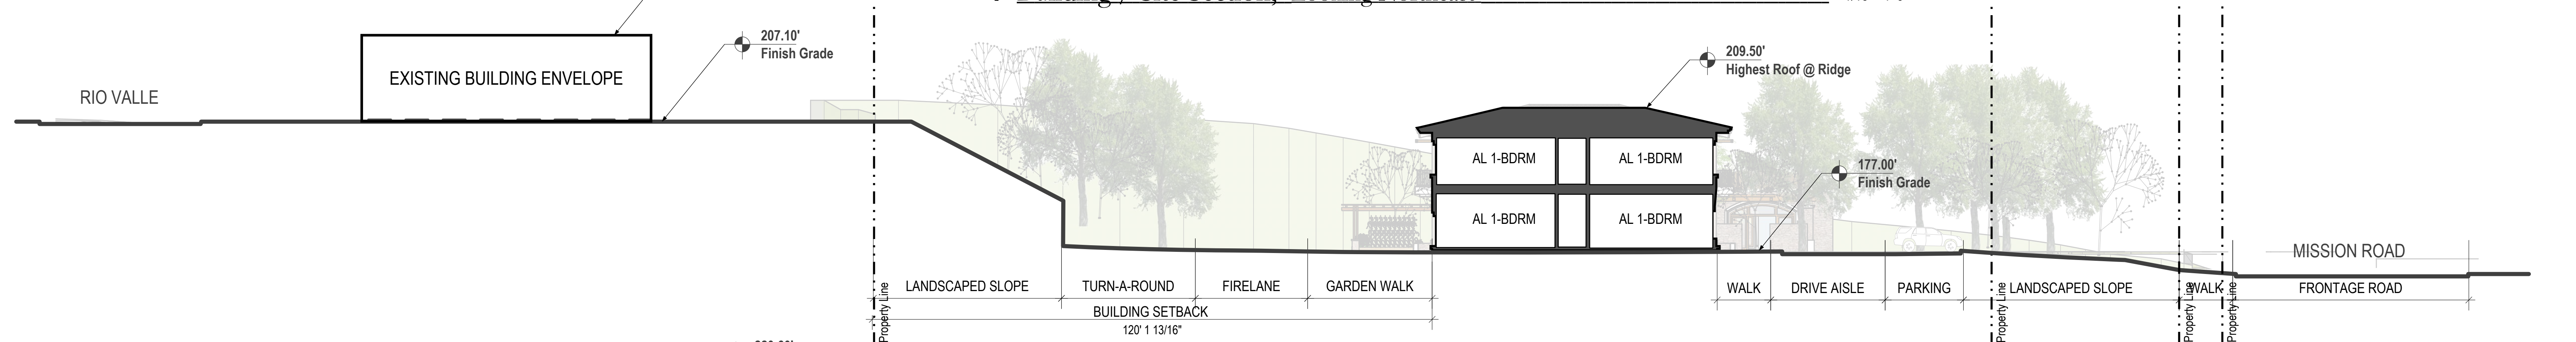 207.10'
Finish Grade
EXISTING BUILDING ENVELOPE
RIO VALLE
209.50'
Highest Roof @ Ridge
AL 1-BDRM
AL 1-BDRM
177.00'
Finish Grade
AL 1-BDRM
AL 1-BDRM
MISSION ROAD
LANDSCAPED SLOPE
TURN-A-ROUND
FIRELANE
GARDEN WALK
WALK
DRIVE AISLE
PARKING
LANDSCAPED SLOPE
WALK
FRONTAGE ROAD
BUILDING SETBACK
120' 1 13/16"
Property Line
Property Line
Property Line
Property Line